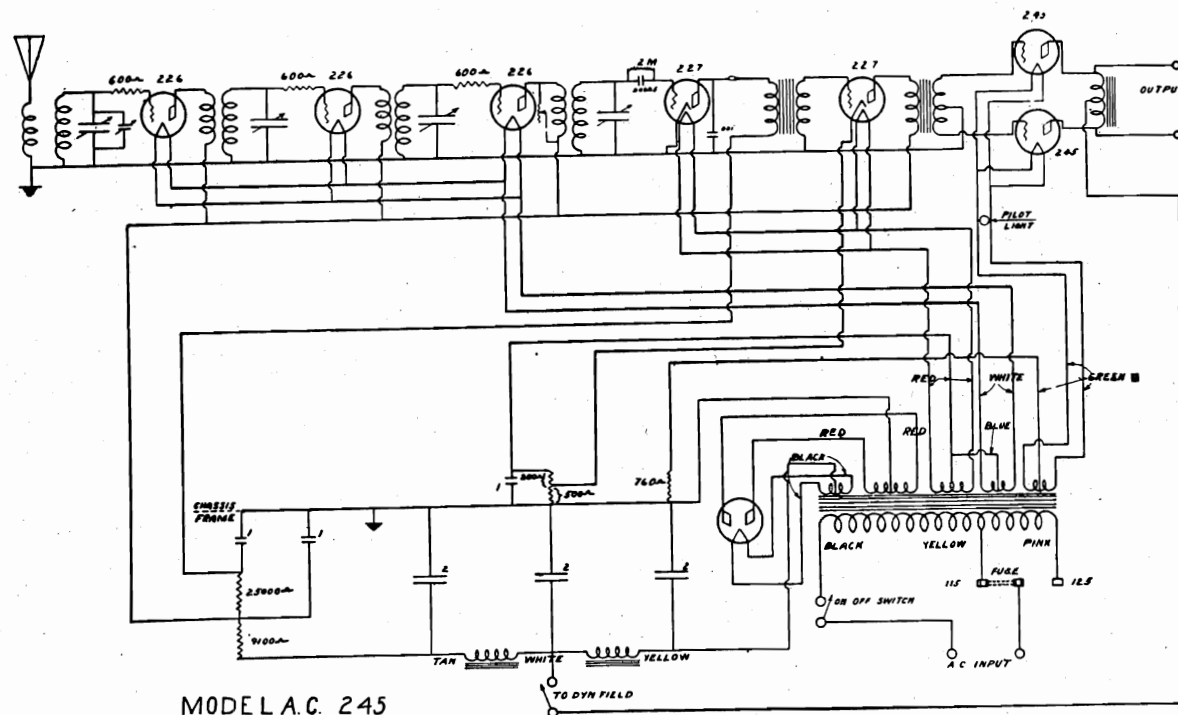 245
226
226
226
227
227
600Ω
600Ω
600Ω
2M
.001
OUTPU
245
PILOT
LIGHT
RED
WHITE
GREEN
BLUE
RED
RED
BLACK
1
500Ω
760Ω
CHASSIS
FRAME
1
1
2
2
2
25000Ω
9100Ω
BLACK
YELLOW
PINK
FUSE
115
125
ON OFF SWITCH
AC INPUT
TAN
WHITE
YELLOW
TO DYN FIELD
MODEL A.C. 245